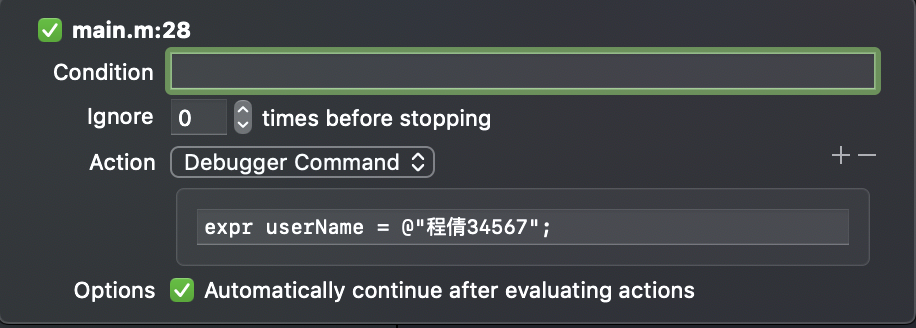 main.m:28
Condition
Ignore 0 times before stopping
Action Debugger Command
expr userName = @"程倩34567";
Options Automatically continue after evaluating actions